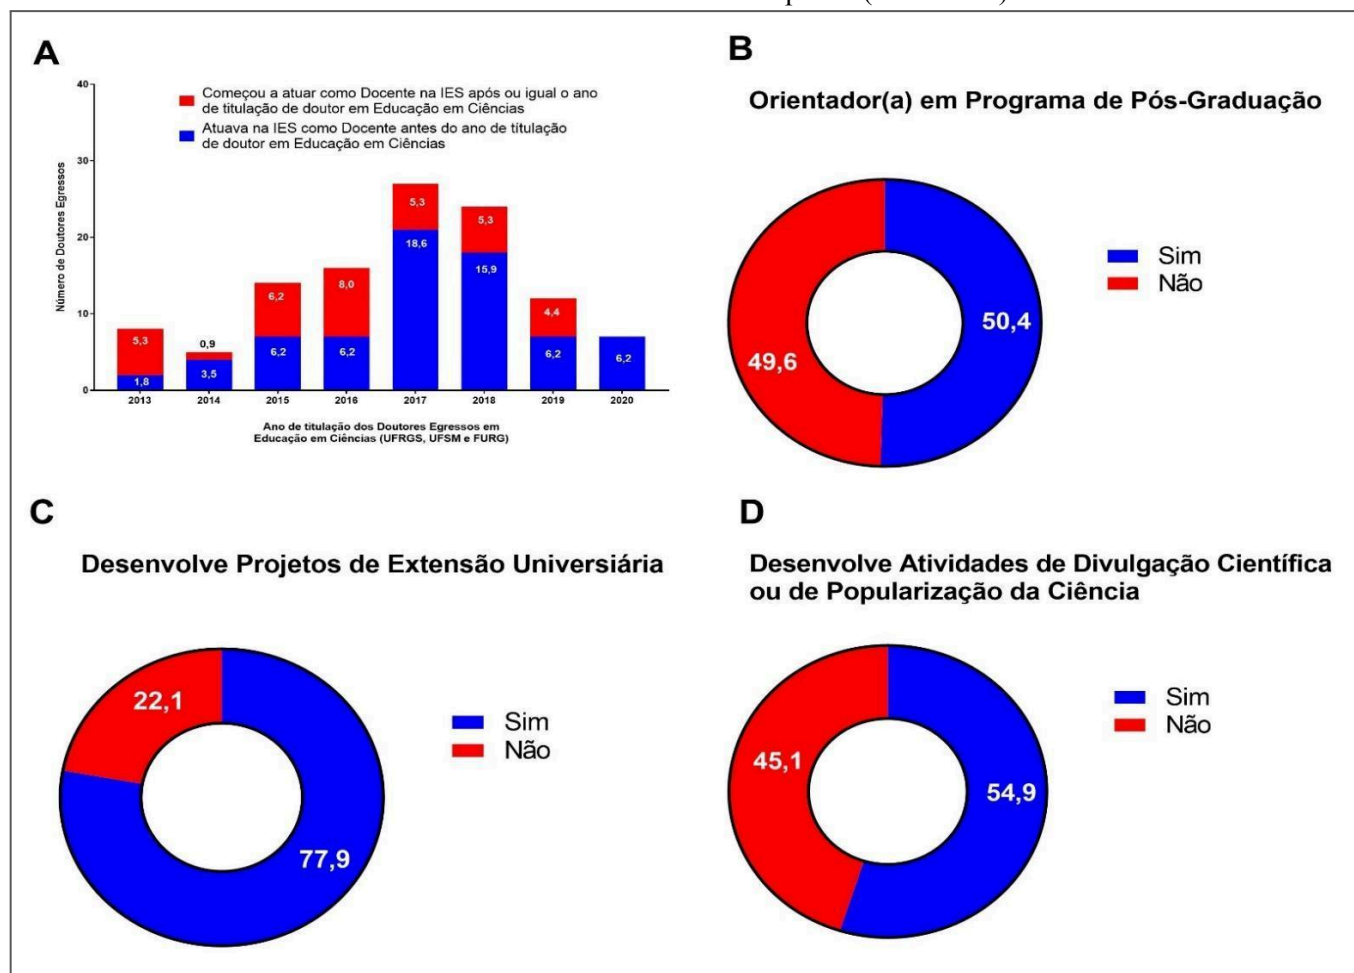 A
40
30
20
10
0
Número de Doutores Egressos
Começou a atuar como Docente na IES após ou igual o ano
de titulação de doutor em Educação em Ciências
Atuava na IES como Docente antes do ano de titulação
de doutor em Educação em Ciências
5,3
1,8
0,9
3,5
6,2
6,2
8,0
6,2
5,3
18,6
5,3
15,9
4,4
6,2
6,2
2013
2014
2015
2016
2017
2018
2019
2020
Ano de titulação dos Doutores Egressos em
Educação em Ciências (UFRGS, UFSM e FURG)
B
Orientador(a) em Programa de Pós-Graduação
49,6
50,4
Sim
Não
C
Desenvolve Projetos de Extensão Universiária
22,1
77,9
Sim
Não
D
Desenvolve Atividades de Divulgação Científica
ou de Popularização da Ciência
45,1
54,9
Sim
Não